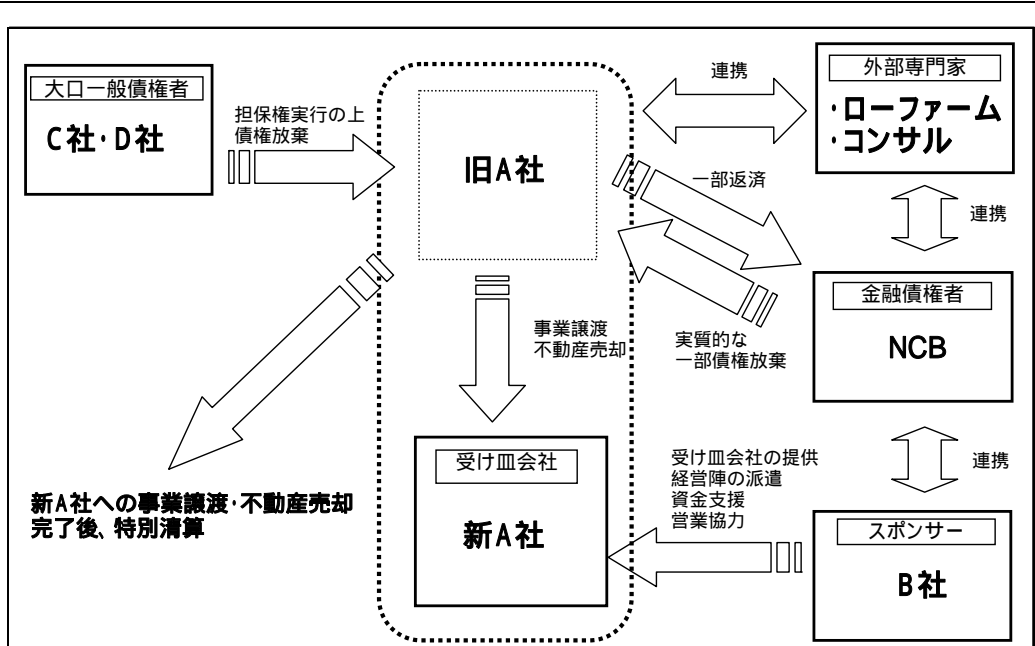 大口一般債権者
C社・D社
担保権実行の上
債権放棄
旧A社
連携
外部専門家
・ローファーム
・コンサル
一部返済
連携
金融債権者
NCB
実質的な
一部債権放棄
事業譲渡
不動産売却
新A社への事業譲渡・不動産売却
完了後、特別清算
受け皿会社
新A社
受け皿会社の提供
経営陣の派遣
資金支援
営業協力
連携
スポンサー
B社